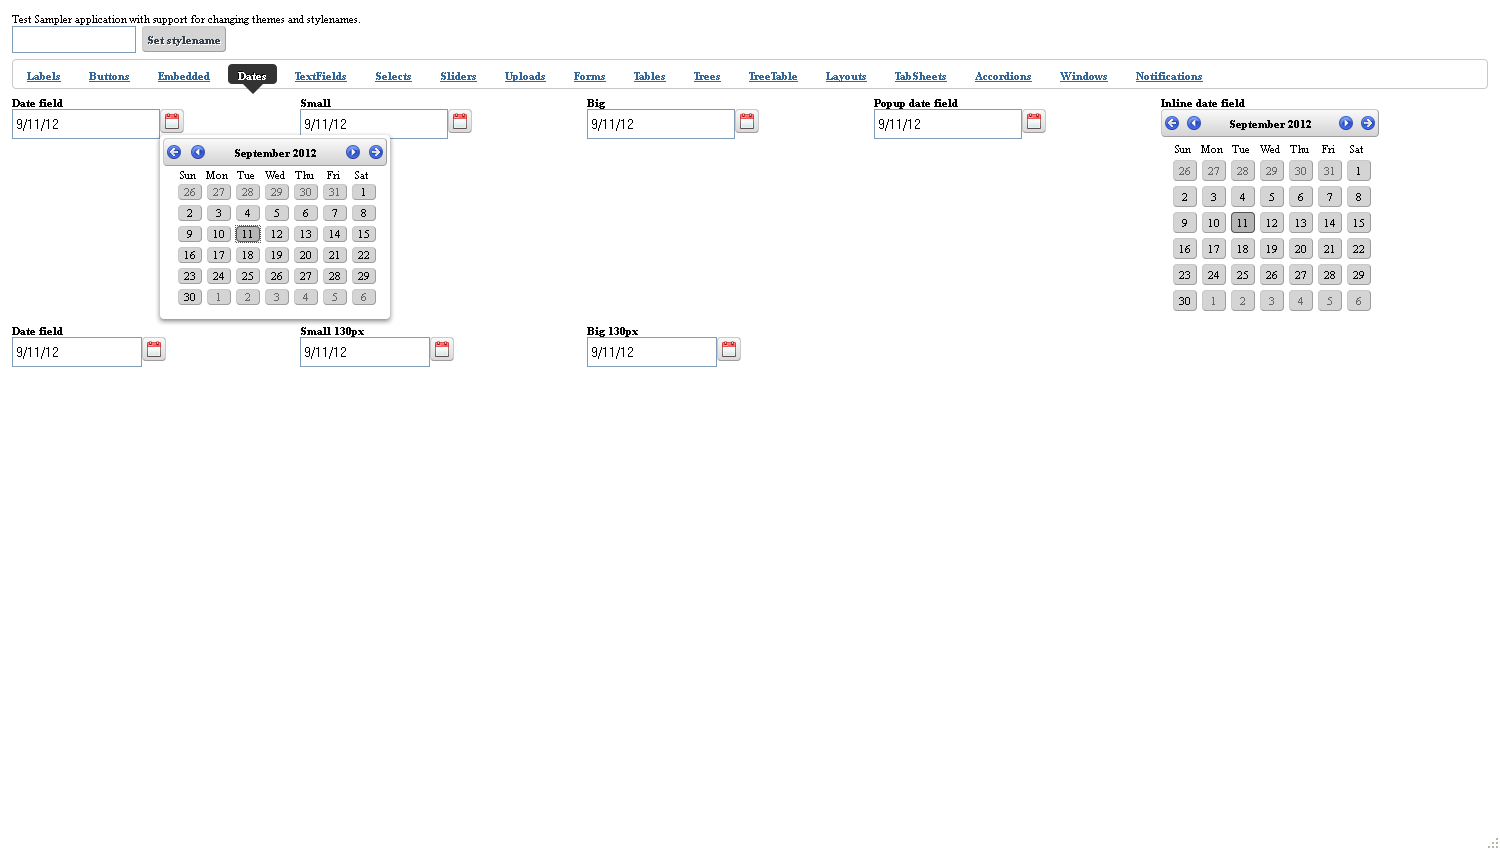 Test Sampler application with support for changing themes and stylenames.
Set stylename
Labels Buttons Embedded Dates TextFields Selects Sliders Uploads Forms Tables Trees TreeTable Layouts TabSheets Accordions Windows Notifications
Date field Small Big Popup date field Inline date field
9/11/12 9/11/12 9/11/12 9/11/12
September 2012
Sun Mon Tue Wed Thu Fri Sat
26 27 28 29 30 31 1
2 3 4 5 6 7 8
9 10 11 12 13 14 15
16 17 18 19 20 21 22
23 24 25 26 27 28 29
30 1 2 3 4 5 6
September 2012
Sun Mon Tue Wed Thu Fri Sat
26 27 28 29 30 31 1
2 3 4 5 6 7 8
9 10 11 12 13 14 15
16 17 18 19 20 21 22
23 24 25 26 27 28 29
30 1 2 3 4 5 6
Date field Small 130px Big 130px
9/11/12 9/11/12 9/11/12